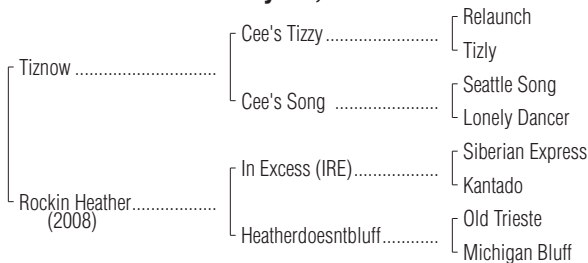 Relaunch
Cee's Tizzy
Tizly
Tiznow
Seattle Song
Cee's Song
Lonely Dancer
Siberian Express
In Excess (IRE)
Kantado
Rockin Heather
(2008)
Old Trieste
Heatherdoesntbluff
Michigan Bluff